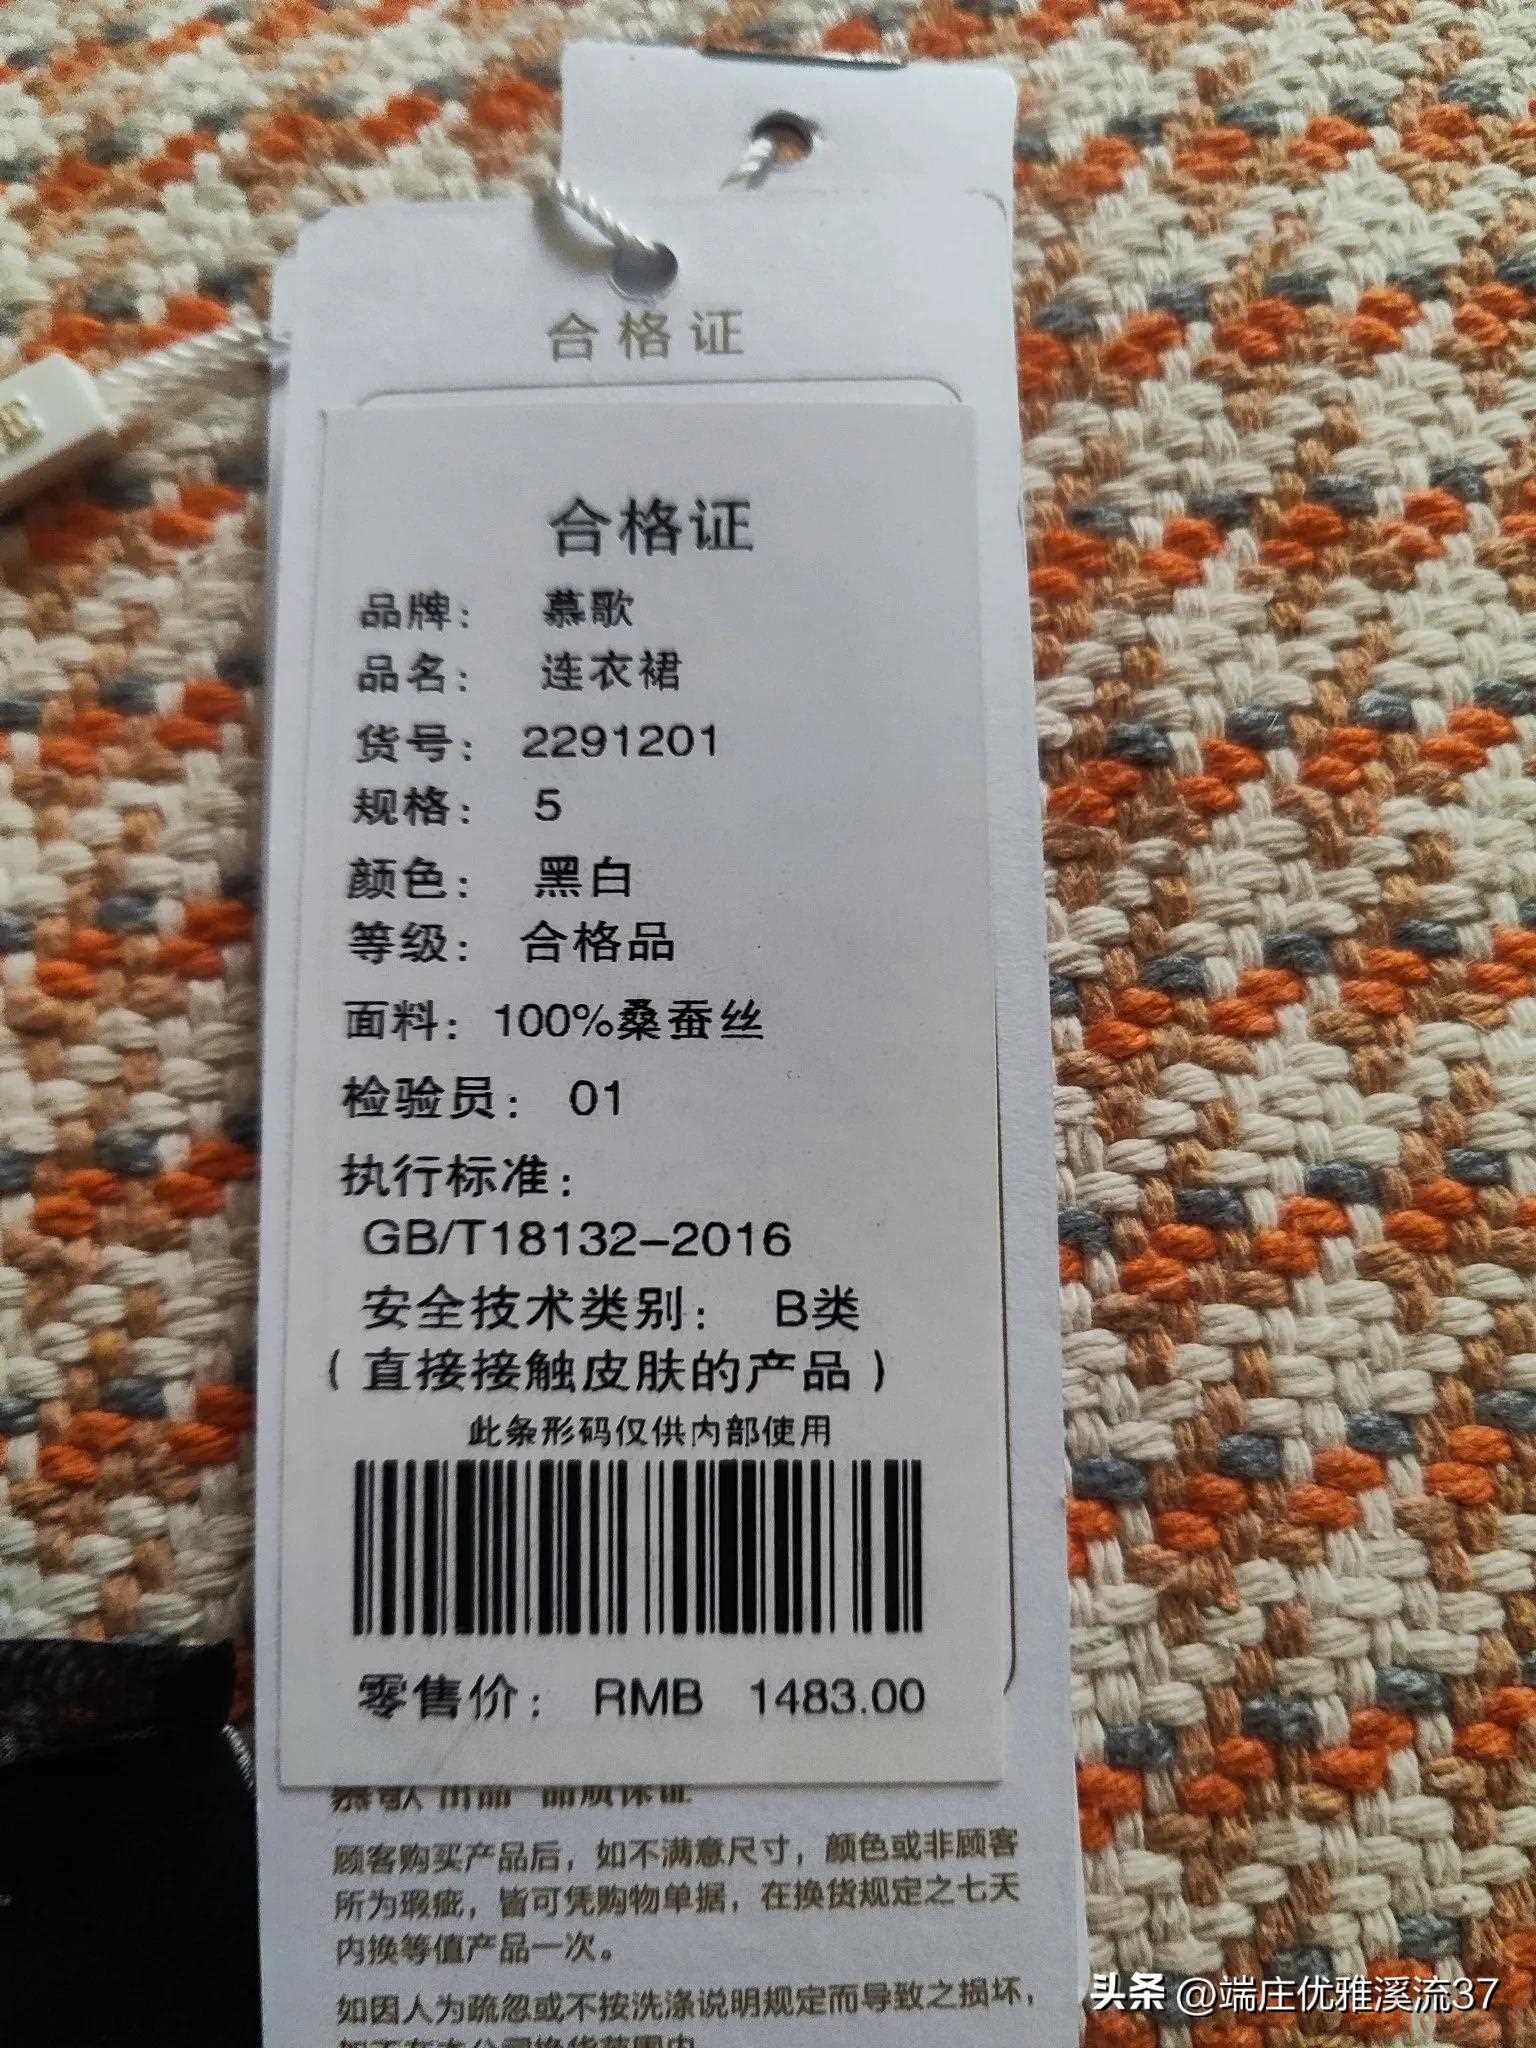 合格证
合格证
品牌： 慕歌
品名： 连衣裙
货号： 2291201
规格： 5
颜色： 黑白
等级： 合格品
面料： 100%桑蚕丝
检验员： 01
执行标准：
GB/T18132-2016
安全技术类别： B类
（直接接触皮肤的产品）
此条形码仅供内部使用
零售价： RMB 1483.00
慕歌 出品 品质保证
顾客购买产品后，如不满意尺寸，颜色或非顾客
所为瑕疵，皆可凭购物单据，在换货规定之七天
内换等值产品一次。
如因人为疏忽或不按洗涤说明规定而导致之损坏，
头条 @端庄优雅溪流37